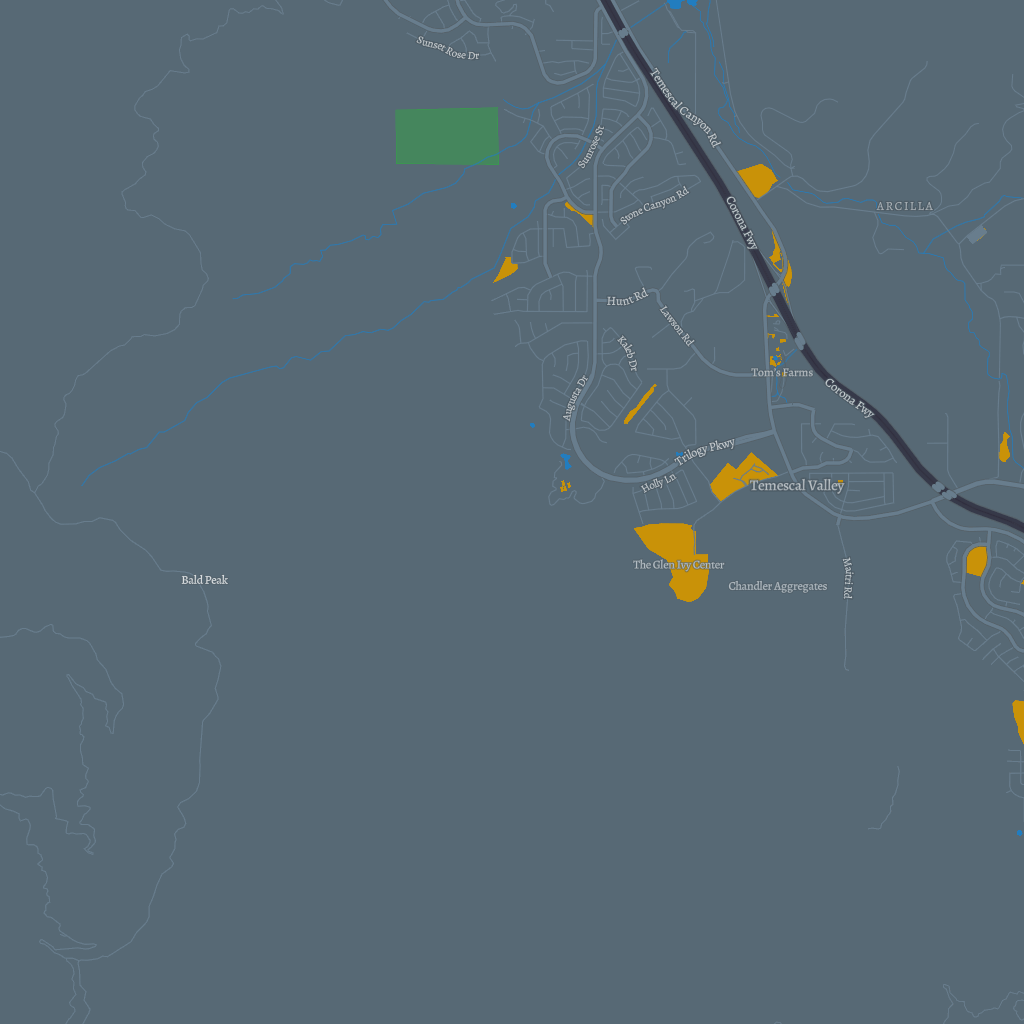 Sunset Rose Dr
Temescal Canyon Rd
Sunrose St
Stone Canyon Rd
ARCILLA
Corona Fwy
Hunt Rd
Lawson Rd
Kaleb Dr
Tom's Farms
Corona Fwy
Augusta Dr
Trilogy Pkwy
Holly Ln
Temescal Valley
The Glen Ivy Center
Maitri Rd
Bald Peak
Chandler Aggregates